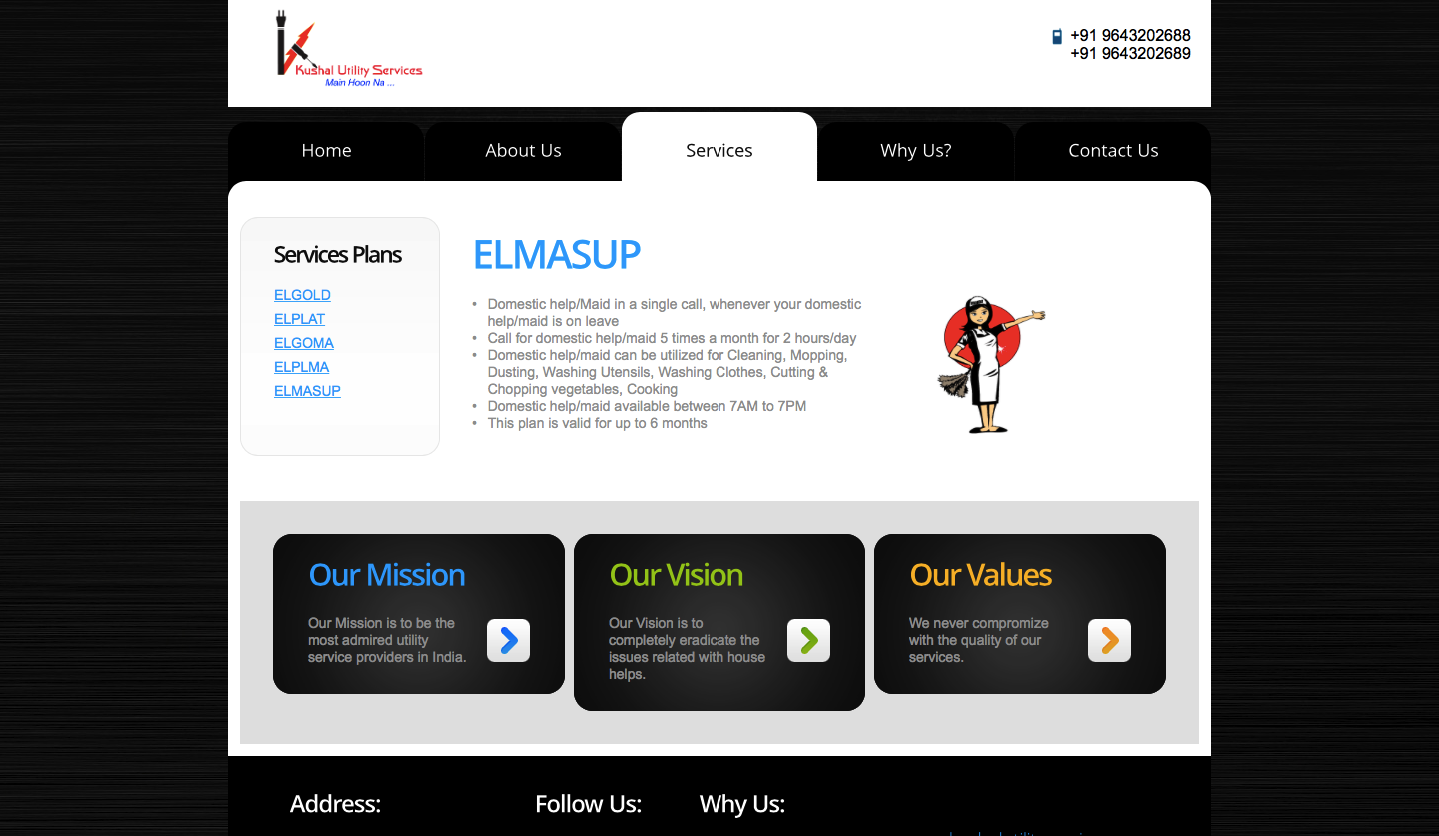 Kushal Utility Services
Main Hoon Na ...
+91 9643202688
+91 9643202689
Home
About Us
Services
Why Us?
Contact Us
Services Plans
ELGOLD
ELPLAT
ELGOMA
ELPLMA
ELMASUP
ELMASUP
• Domestic help/Maid in a single call, whenever your domestic
help/maid is on leave
• Call for domestic help/maid 5 times a month for 2 hours/day
• Domestic help/maid can be utilized for Cleaning, Mopping,
Dusting, Washing Utensils, Washing Clothes, Cutting &
Chopping vegetables, Cooking
• Domestic help/maid available between 7AM to 7PM
• This plan is valid for up to 6 months
Our Mission
Our Mission is to be the
most admired utility
service providers in India.
Our Vision
Our Vision is to
completely eradicate the
issues related with house
helps.
Our Values
We never compromize
with the quality of our
services.
Address:
Follow Us:
Why Us: